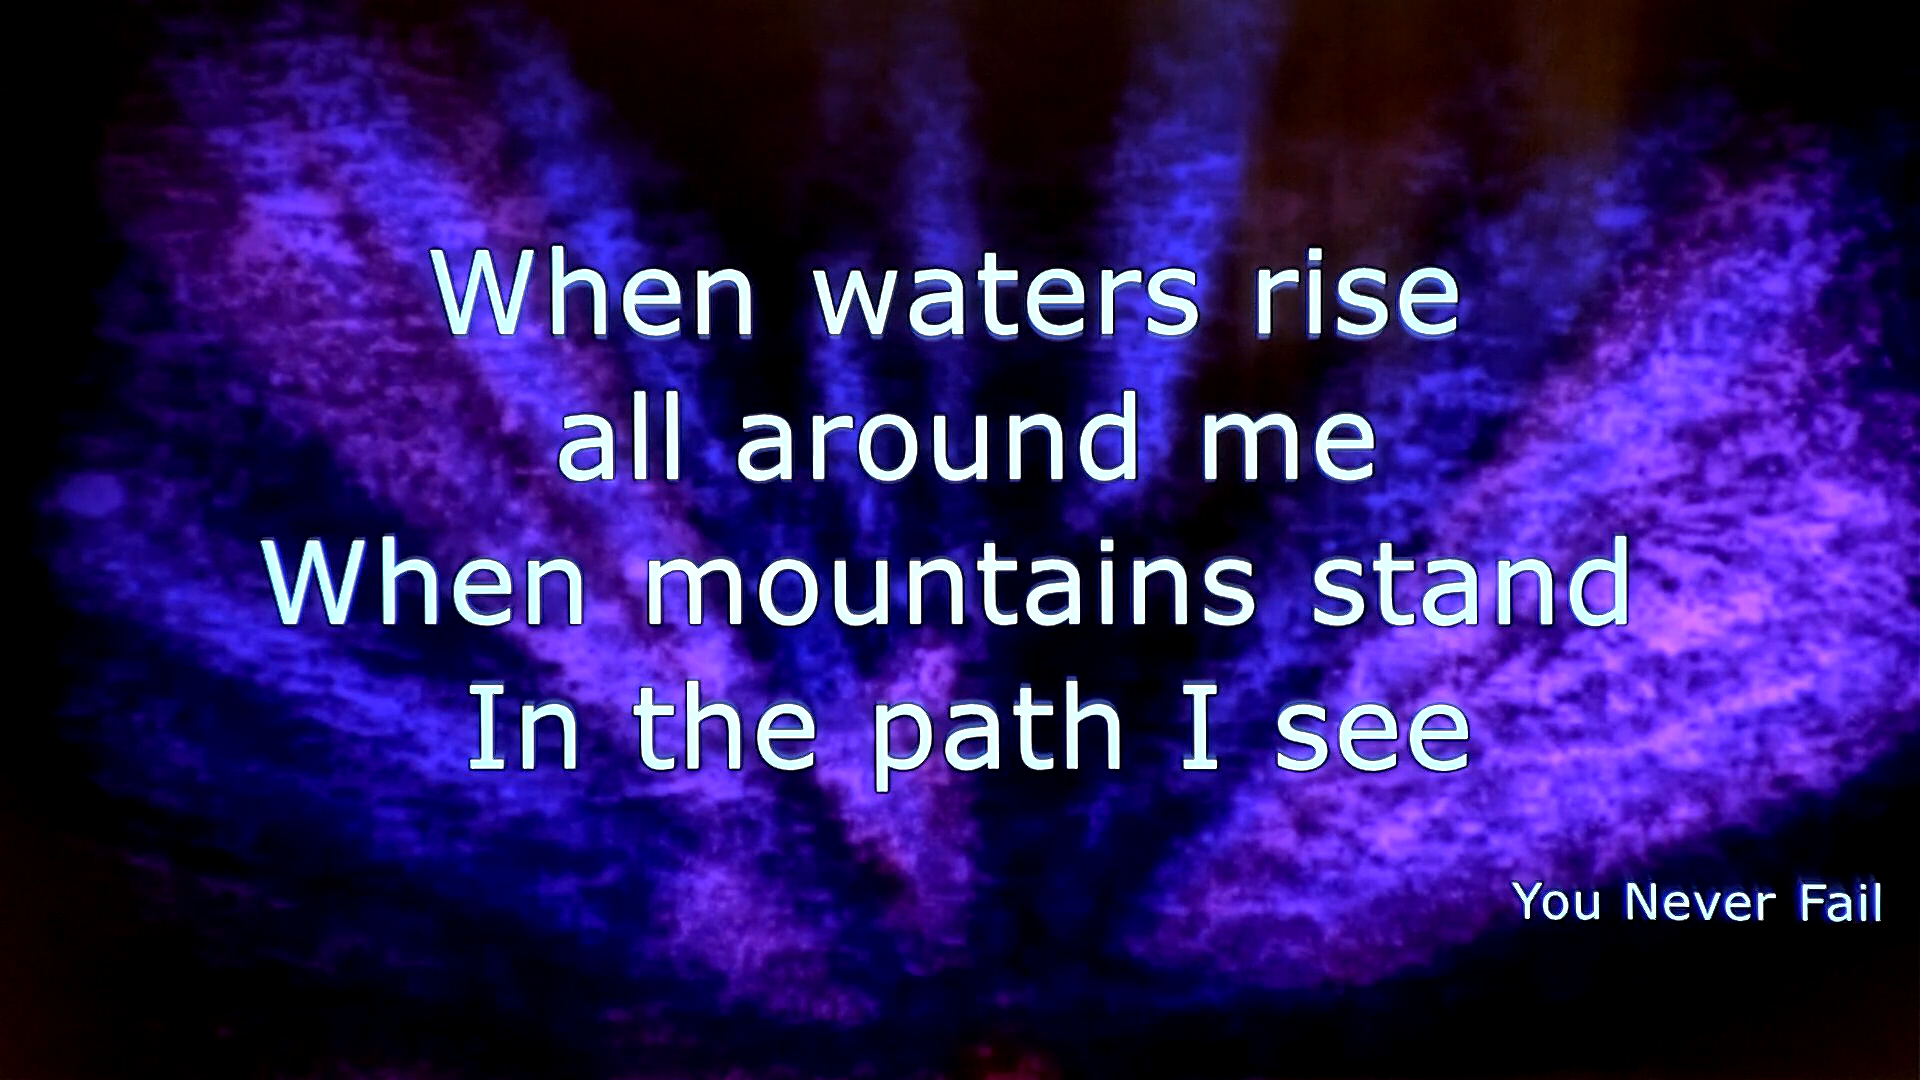 When waters rise
all around me
When mountains stand
In the path I see
You Never Fail